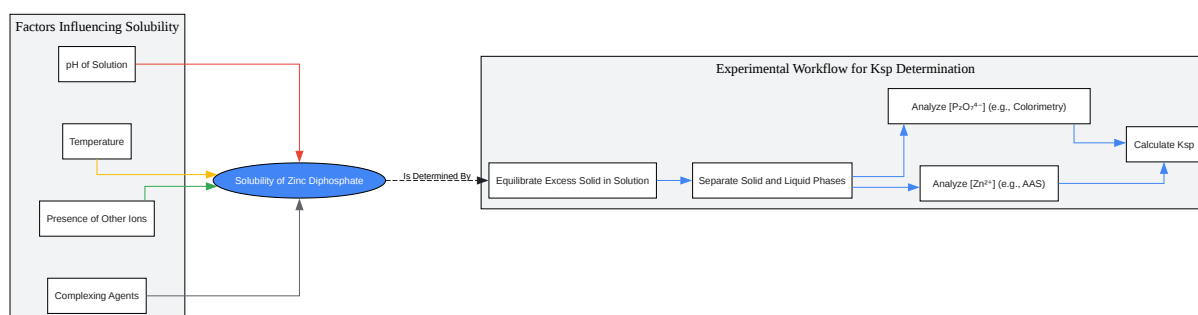 Factors Influencing Solubility
pH of Solution
Temperature
Presence of Other Ions
Complexing Agents
Solubility of Zinc Diphosphate
Is Determined By
Experimental Workflow for Ksp Determination
Equilibrate Excess Solid in Solution
Separate Solid and Liquid Phases
Analyze [P₂O₇⁴⁻] (e.g., Colorimetry)
Analyze [Zn²⁺] (e.g., AAS)
Calculate Ksp